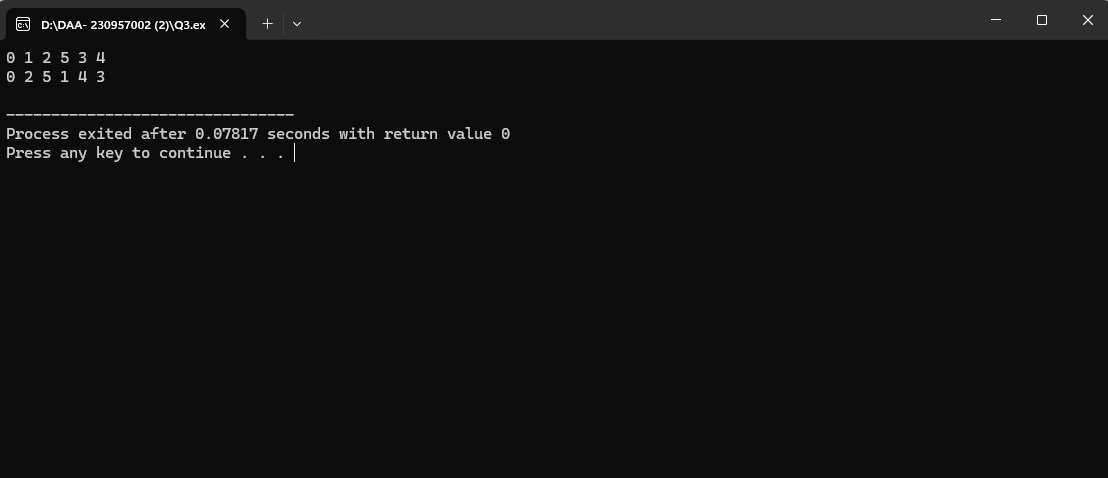 D:\DAA- 230957002 (2)\Q3.ex
0 1 2 5 3 4
0 2 5 1 4 3
--------------------------------
Process exited after 0.07817 seconds with return value 0
Press any key to continue . . .